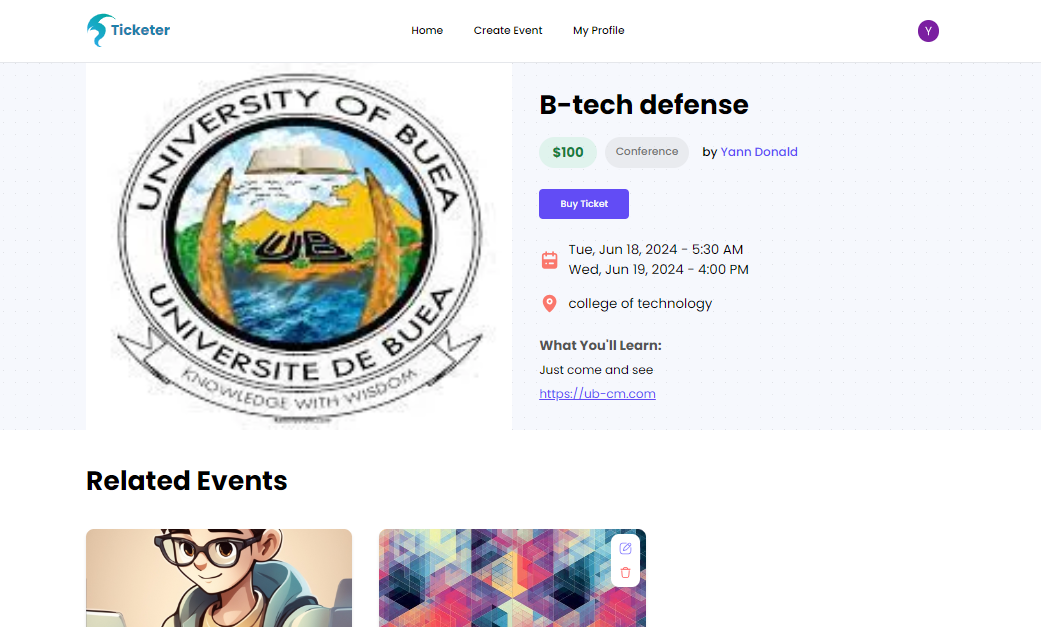 Ticketer
Home
Create Event
My Profile
Y
UNIVERSITY OF BUEA
UB
UNIVERSITE DE BUEA
KNOWLEDGE WITH WISDOM
B-tech defense
$100
Conference
by Yann Donald
Buy Ticket
Tue, Jun 18, 2024 - 5:30 AM
Wed, Jun 19, 2024 - 4:00 PM
college of technology
What You'll Learn:
Just come and see
https://ub-cm.com
Related Events